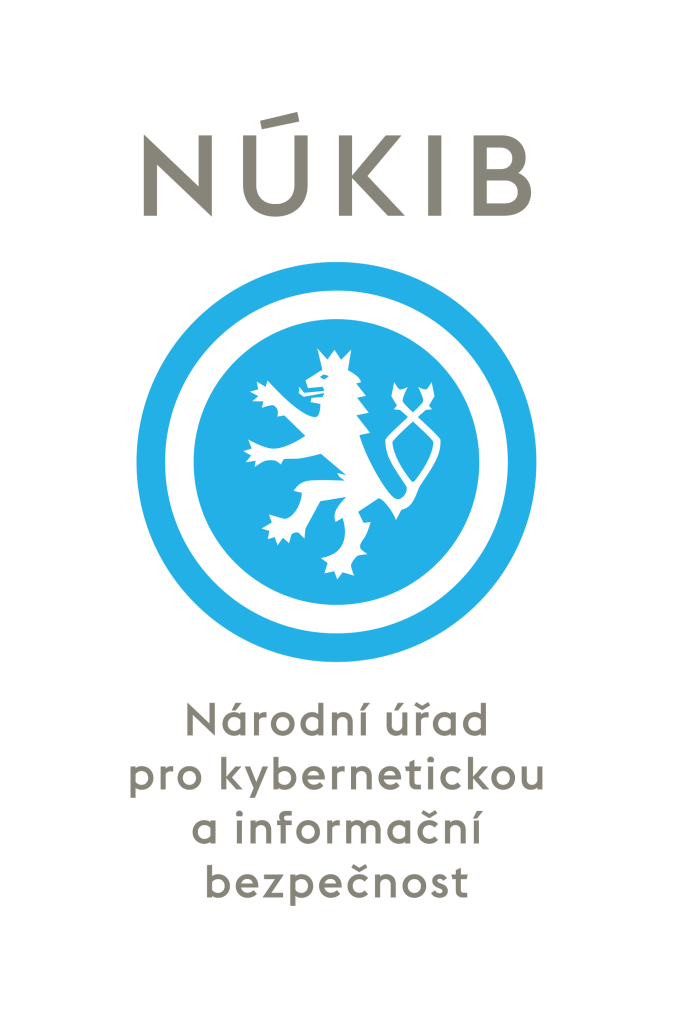 NÚKIB
Národní úřad
pro kybernetickou
a informační
bezpečnost